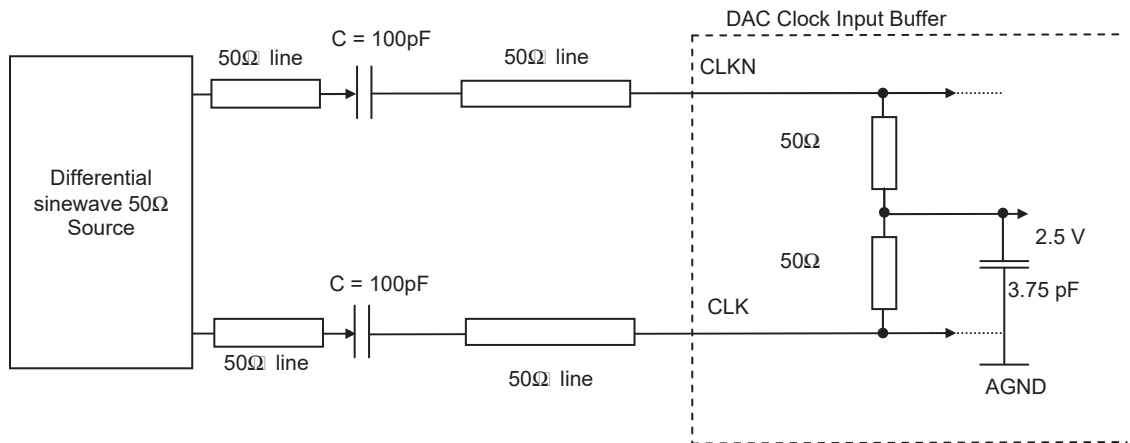 DAC Clock Input Buffer
C = 100pF
50Ω line
50Ω line
CLKN
50Ω
Differential
sinewave 50Ω
Source
2.5 V
50Ω
3.75 pF
C = 100pF
CLK
50Ω line
50Ω line
AGND